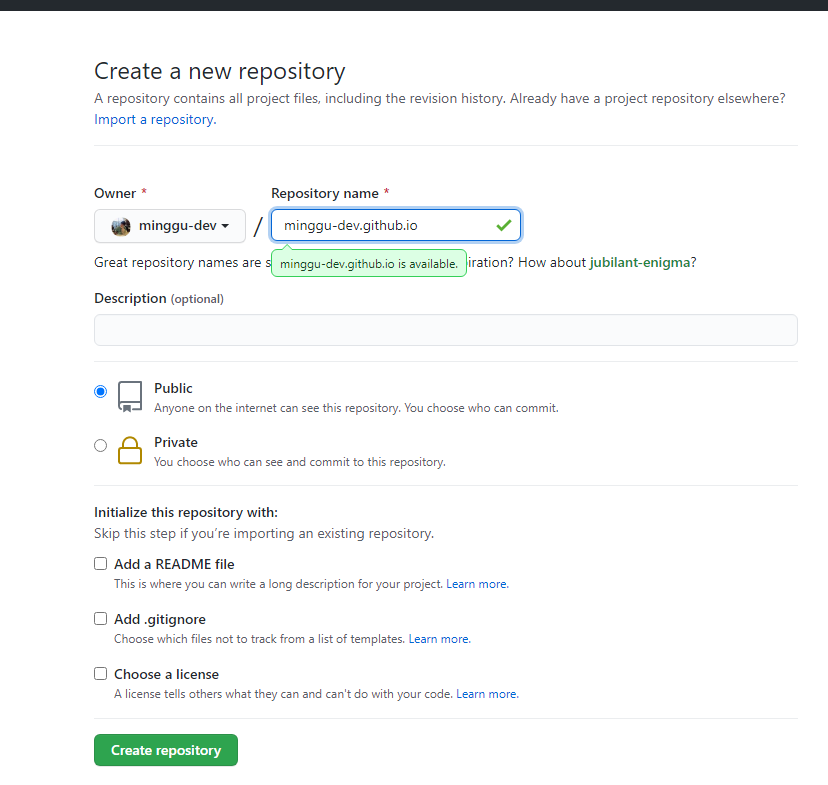 Create a new repository
A repository contains all project files, including the revision history. Already have a project repository elsewhere?
Import a repository.
Owner *
Repository name *
minggu-dev
/
minggu-dev.github.io
Great repository names are s
minggu-dev.github.io is available.
iration? How about jubilant-enigma?
Description (optional)
Public
Anyone on the internet can see this repository. You choose who can commit.
Private
You choose who can see and commit to this repository.
Initialize this repository with:
Skip this step if you’re importing an existing repository.
Add a README file
This is where you can write a long description for your project. Learn more.
Add .gitignore
Choose which files not to track from a list of templates. Learn more.
Choose a license
A license tells others what they can and can't do with your code. Learn more.
Create repository